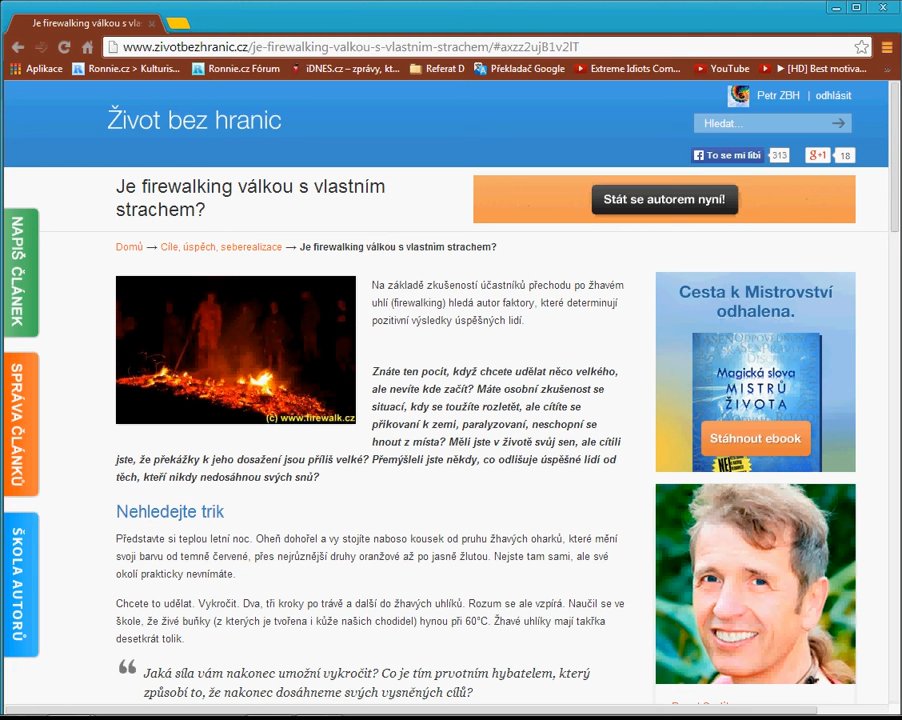 Je firewalking válkou s vla
www.zivotbezhranic.cz/je-firewalking-valkou-s-vlastnim-strachem/#axzz2ujB1v2lT
Aplikace Ronnie.cz > Kulturis... Ronnie.cz Fórum iDNES.cz – zprávy, kt... Referat D Překladač Google Extreme Idiots Com... YouTube ► [HD] Best motiva... »
Petr ZBH | odhlásit
Život bez hranic
Hledat...
To se mi líbí 313 g+1 18
Je firewalking válkou s vlastním
strachem?
Stát se autorem nyní!
Domů → Cíle, úspěch, seberealizace → Je firewalking válkou s vlastním strachem?
NAPIŠ ČLÁNEK
SPRÁVA ČLÁNKŮ
ŠKOLA AUTORŮ
(c) www.firewalk.cz
Na základě zkušeností účastníků přechodu po žhavém
uhlí (firewalking) hledá autor faktory, které determinují
pozitivní výsledky úspěšných lidí.
Znáte ten pocit, když chcete udělat něco velkého,
ale nevíte kde začít? Máte osobní zkušenost se
situací, kdy se toužíte rozletět, ale cítíte se
přikovaní k zemi, paralyzovaní, neschopní se
hnout z místa? Měli jste v životě svůj sen, ale cítili
jste, že překážky k jeho dosažení jsou příliš velké? Přemýšleli jste někdy, co odlišuje úspěšné lidi od
těch, kteří nikdy nedosáhnou svých snů?
Nehledejte trik
Představte si teplou letní noc. Oheň dohořel a vy stojíte naboso kousek od pruhu žhavých oharků, které mění
svoji barvu od temně červené, přes nejrůznější druhy oranžové až po jasně žlutou. Nejste tam sami, ale své
okolí prakticky nevnímáte.
Chcete to udělat. Vykročit. Dva, tři kroky po trávě a další do žhavých uhlíků. Rozum se ale vzpírá. Naučil se ve
škole, že živé buňky (z kterých je tvořena i kůže našich chodidel) hynou při 60°C. Žhavé uhlíky mají takřka
desetkrát tolik.
“ Jaká síla vám nakonec umožní vykročit? Co je tím prvotním hybatelem, který
způsobí to, že nakonec dosáhneme svých vysněných cílů?
Cesta k Mistrovství
odhalena.
Magická slova
MISTRŮ
ŽIVOTA
Stáhnout ebook